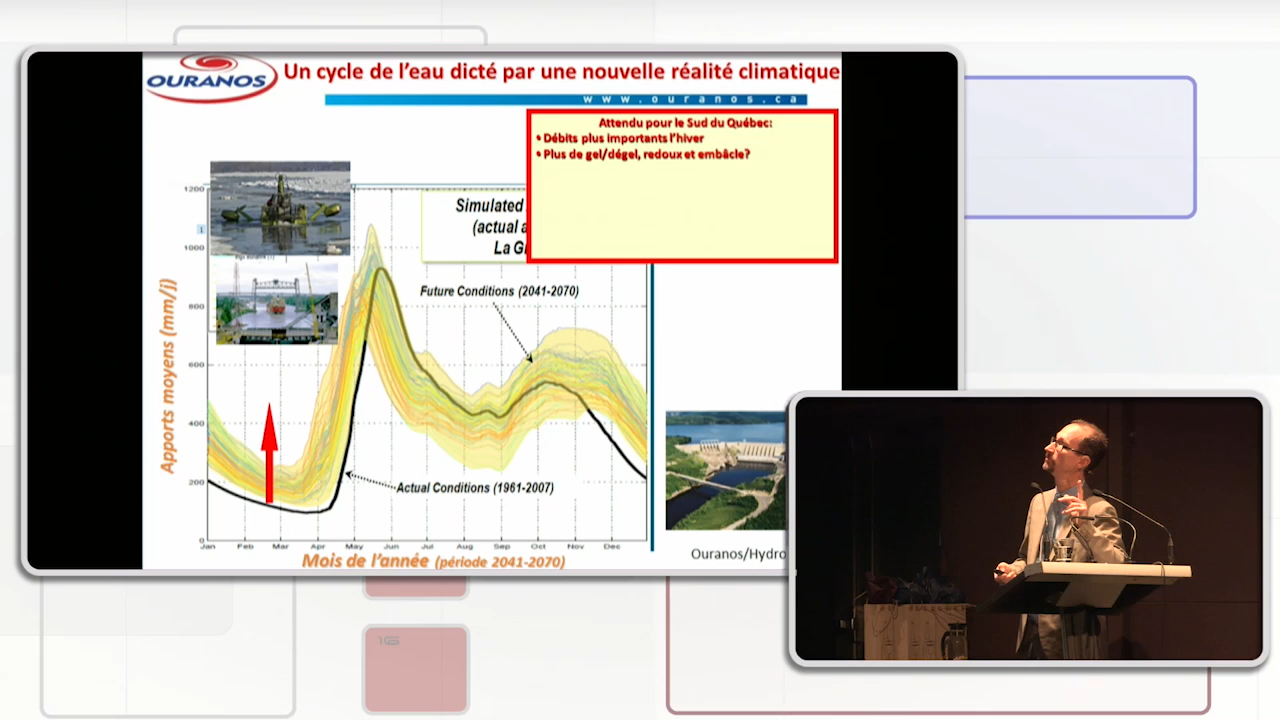 OURANOS
Un cycle de l'eau dicté par une nouvelle réalité climatique
www.ouranos.ca
Attendu pour le Sud du Québec:
• Débits plus importants l'hiver
• Plus de gel/dégel, redoux et embâcle?
Simulated
(actual a
La G
1200
1
1000
800
600
400
200
0
Apports moyens (mm/j)
Future Conditions (2041-2070)
Actual Conditions (1961-2007)
Jan Feb Mar Apr May Jun Jul Aug Sep Oct Nov Dec
Mois de l'année (période 2041-2070)
Ouranos/Hydro
1G